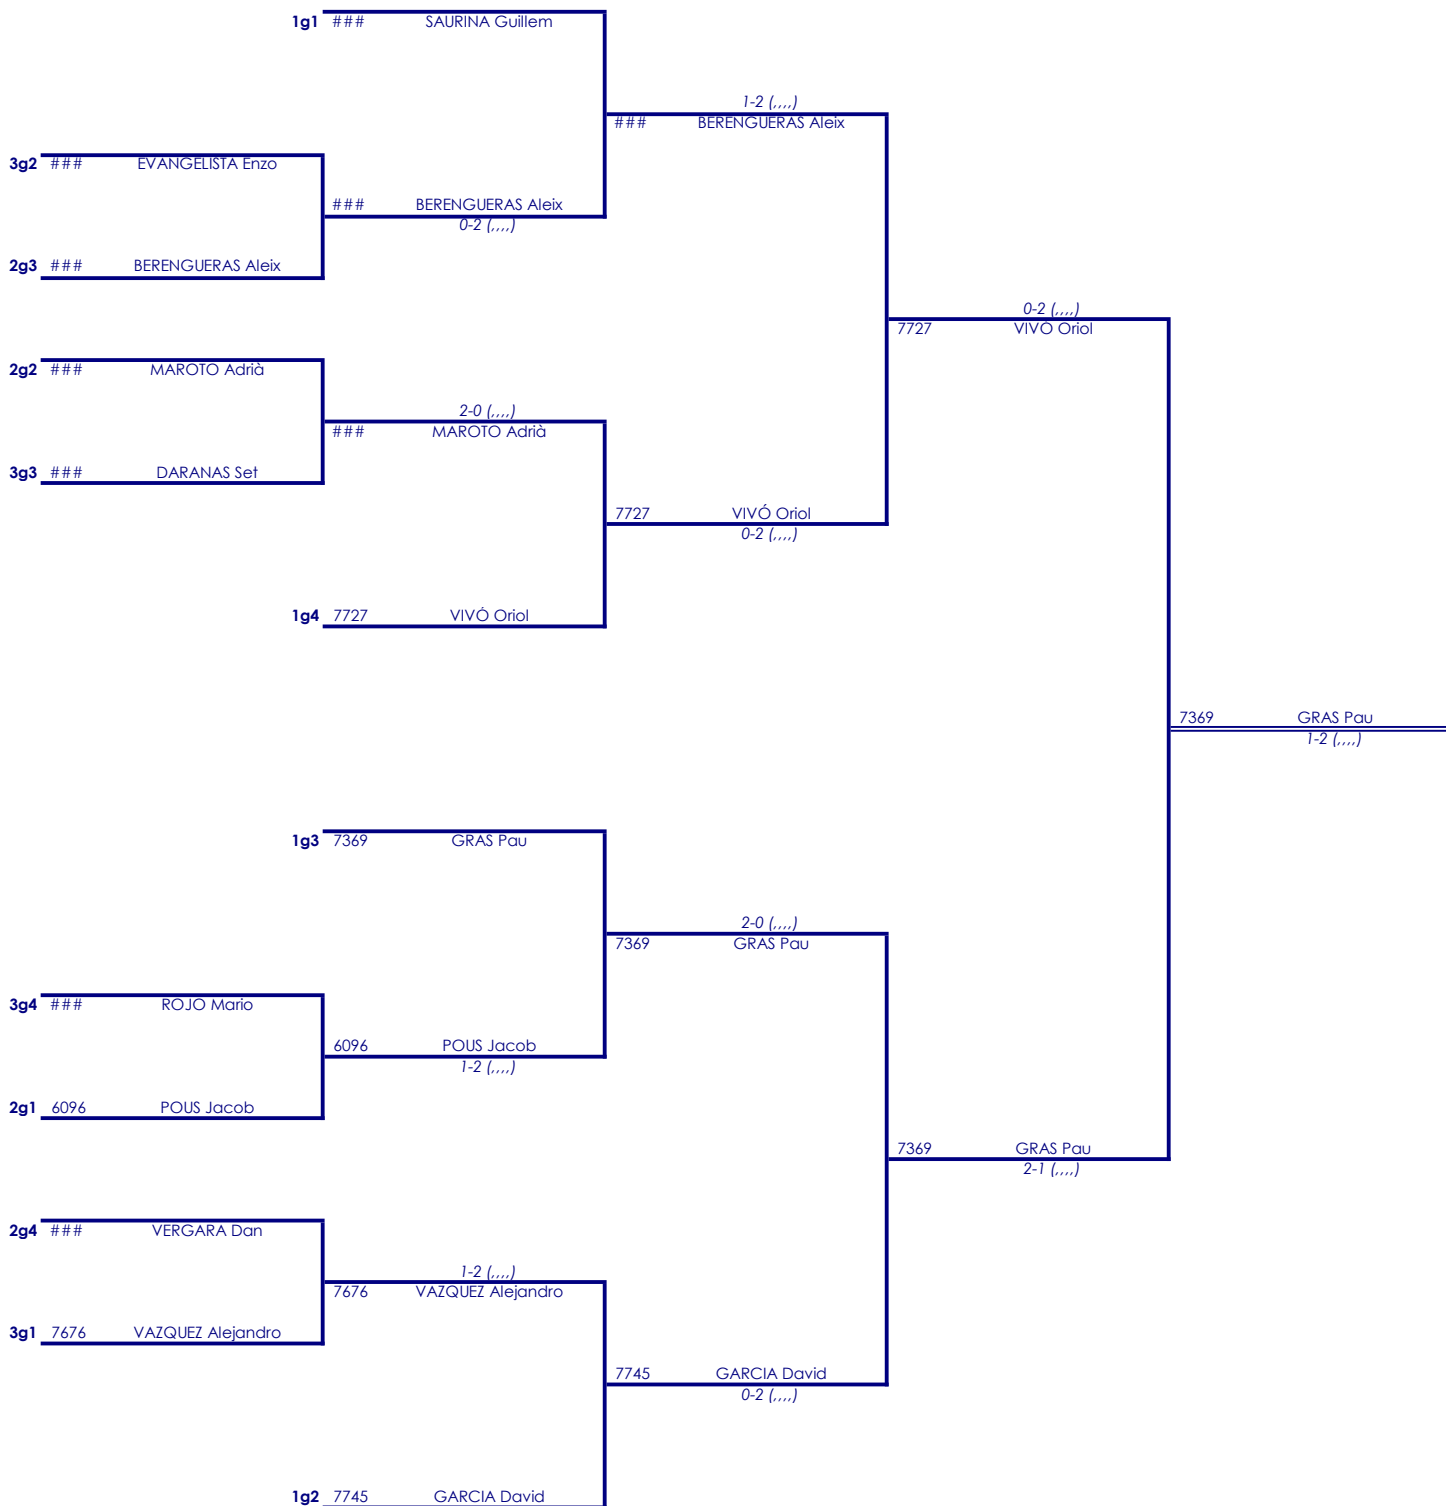 1g1 ### SAURINA Guillem
1-2 (,,,,)
### BERENGUERAS Aleix
3g2 ### EVANGELISTA Enzo
### BERENGUERAS Aleix
0-2 (,,,,)
2g3 ### BERENGUERAS Aleix
0-2 (,,,,)
7727 VIVÓ Oriol
2g2 ### MAROTO Adrià
2-0 (,,,,)
### MAROTO Adrià
3g3 ### DARANAS Set
7727 VIVÓ Oriol
0-2 (,,,,)
1g4 7727 VIVÓ Oriol
7369 GRAS Pau
1-2 (,,,,)
1g3 7369 GRAS Pau
2-0 (,,,,)
7369 GRAS Pau
3g4 ### ROJO Mario
6096 POUS Jacob
1-2 (,,,,)
2g1 6096 POUS Jacob
7369 GRAS Pau
2-1 (,,,,)
2g4 ### VERGARA Dan
1-2 (,,,,)
7676 VAZQUEZ Alejandro
3g1 7676 VAZQUEZ Alejandro
7745 GARCIA David
0-2 (,,,,)
1g2 7745 GARCIA David